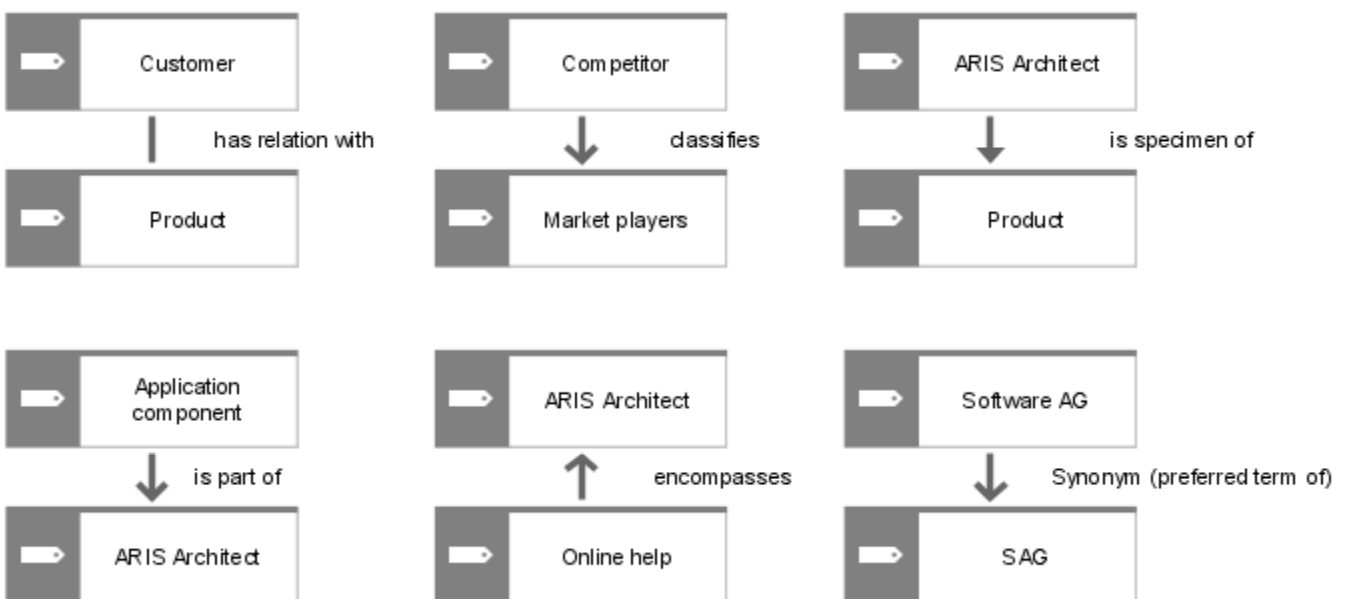 Customer
Competitor
ARIS Architect
has relation with
classifies
is specimen of
Product
Market players
Product
Application
component
ARIS Architect
Software AG
is part of
encompasses
Synonym (preferred term of)
ARIS Architect
Online help
SAG